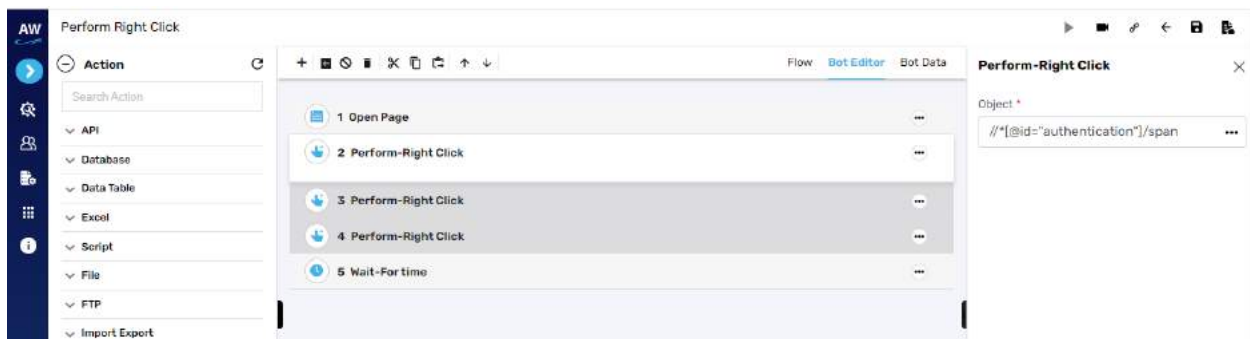 AW
Perform Right Click
Action
Search Action
API
Database
Data Table
Excel
Script
File
FTP
Import Export
Flow Bot Editor Bot Data
1 Open Page
2 Perform-Right Click
3 Perform-Right Click
4 Perform-Right Click
5 Wait-For time
Perform-Right Click
Object *
//*[@id="authentication"]/span